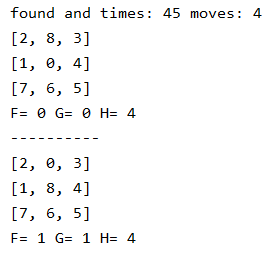 found and times: 45 moves: 4
[2, 8, 3]
[1, 0, 4]
[7, 6, 5]
F= 0 G= 0 H= 4
----------
[2, 0, 3]
[1, 8, 4]
[7, 6, 5]
F= 1 G= 1 H= 4